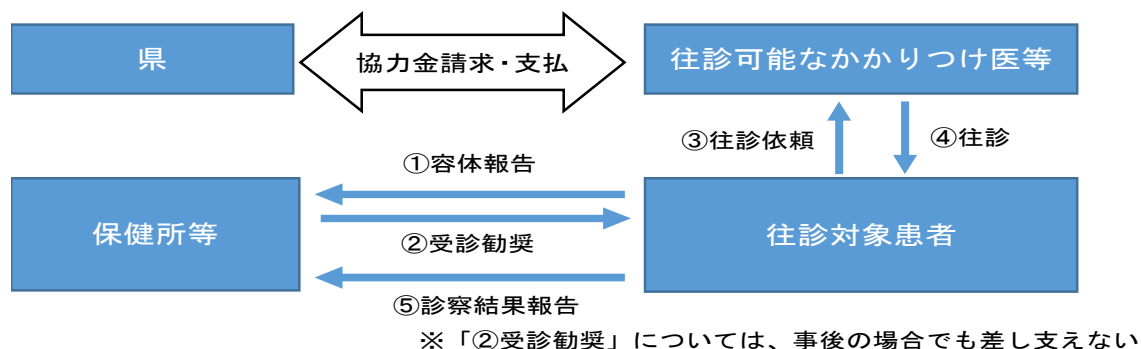 県
協力金請求・支払
往診可能なかかりつけ医等
③往診依頼
④往診
①容体報告
保健所等
往診対象患者
②受診勧奨
⑤診察結果報告
※「②受診勧奨」については、事後の場合でも差し支えない